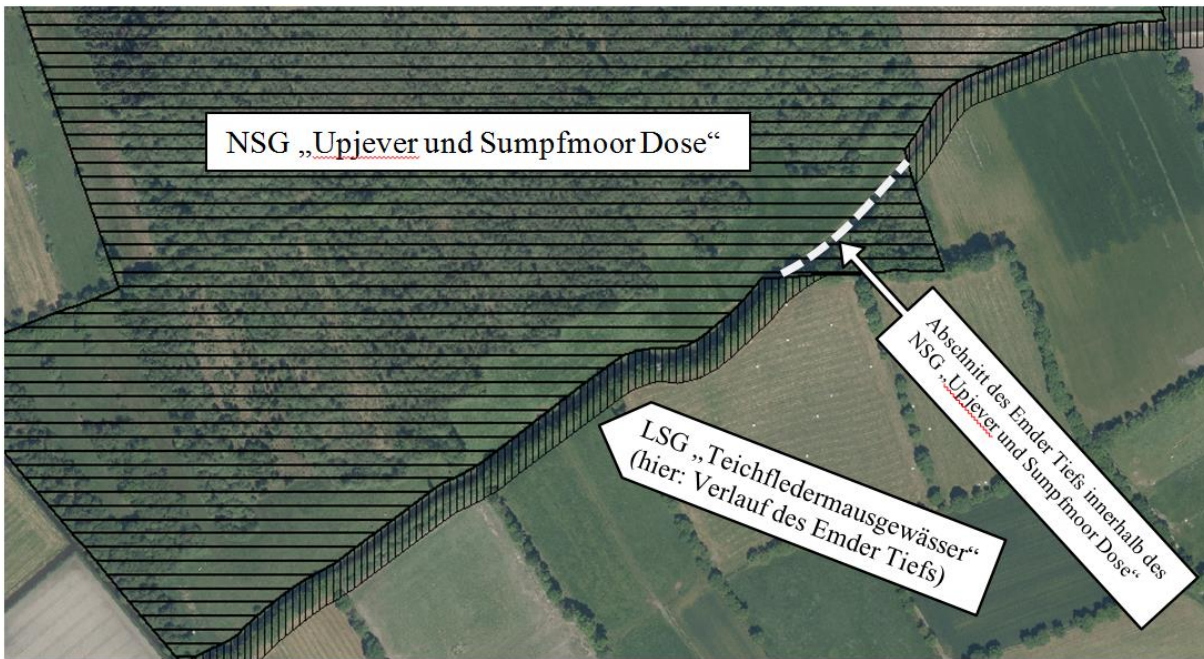 NSG „Upjever und Sumpfmoor Dose“
Abschnitt des Emder Tiefs innerhalb des
NSG „Upjever und Sumpfmoor Dose“
LSG „Teichfledermausgewässer“
(hier: Verlauf des Emder Tiefs)